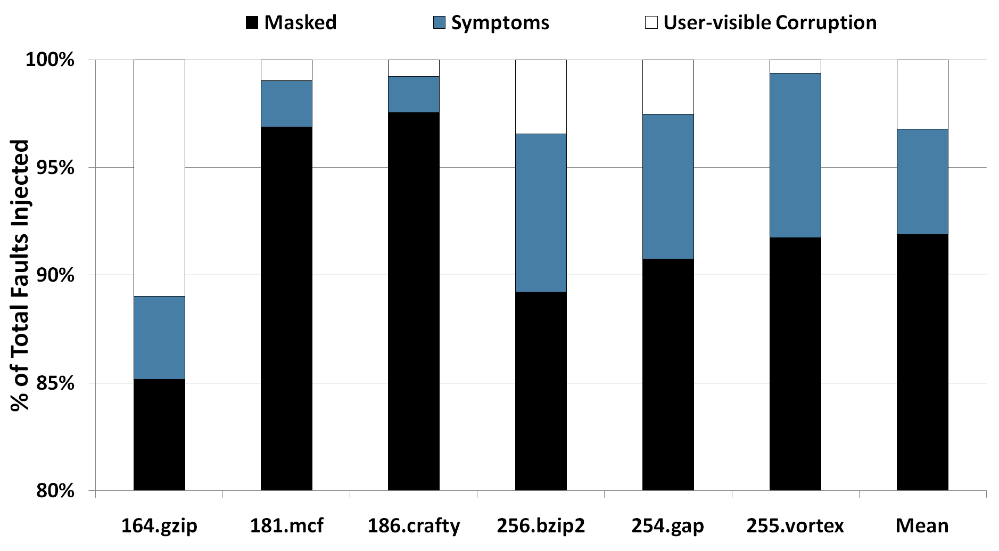 Masked Symptoms User-visible Corruption
100%
95%
90%
85%
80%
% of Total Faults Injected
164.gzip 181.mcf 186.crafty 256.bzip2 254.gap 255.vortex Mean